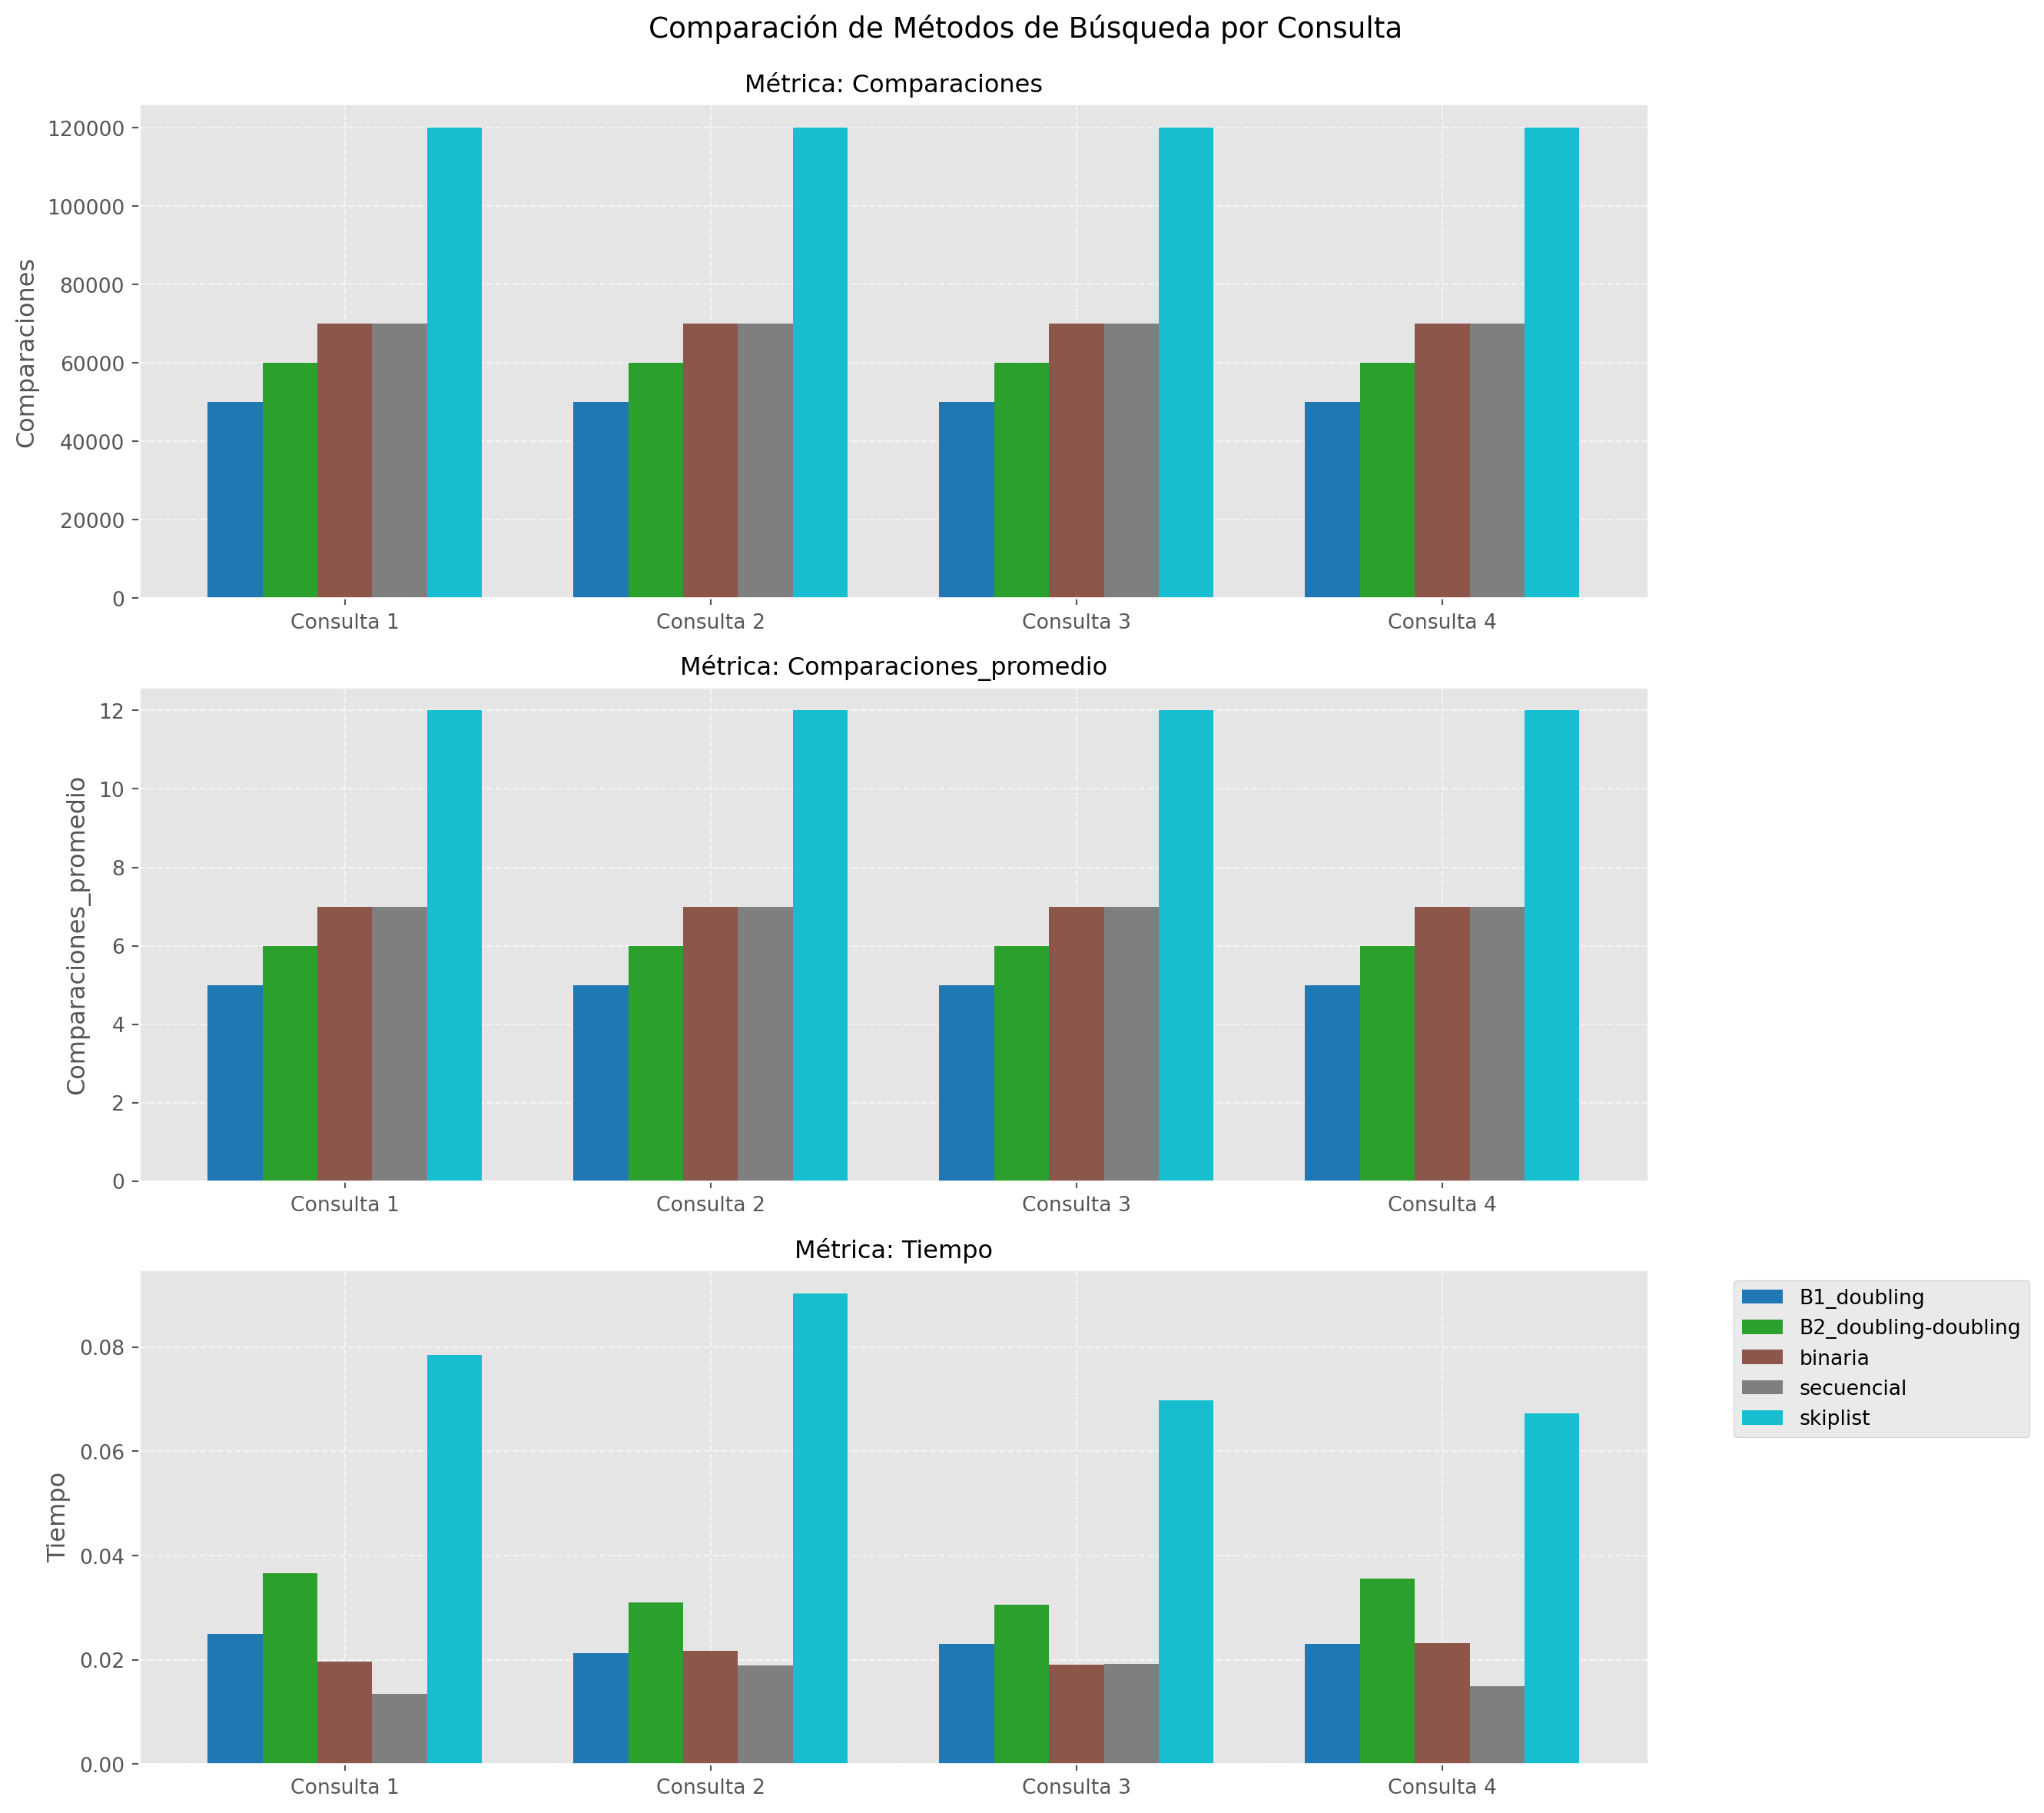 Comparación de Métodos de Búsqueda por Consulta
Métrica: Comparaciones
Comparaciones
120000
100000
80000
60000
40000
20000
0
Consulta 1 Consulta 2 Consulta 3 Consulta 4
Métrica: Comparaciones_promedio
Comparaciones_promedio
12
10
8
6
4
2
0
Consulta 1 Consulta 2 Consulta 3 Consulta 4
Métrica: Tiempo
Tiempo
0.08
0.06
0.04
0.02
0.00
Consulta 1 Consulta 2 Consulta 3 Consulta 4
B1_doubling
B2_doubling-doubling
binaria
secuencial
skiplist